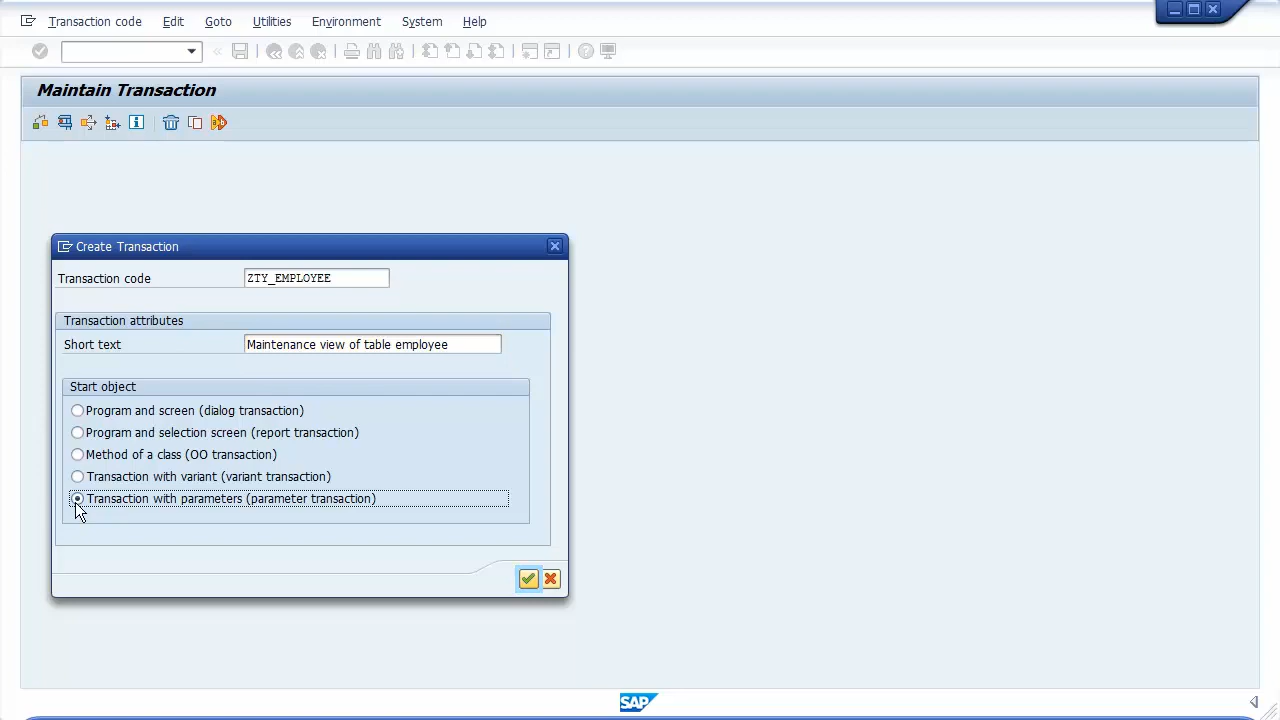 Transaction code Edit Goto Utilities Environment System Help
Maintain Transaction
Create Transaction
Transaction code ZTY_EMPLOYEE
Transaction attributes
Short text Maintenance view of table employee
Start object
Program and screen (dialog transaction)
Program and selection screen (report transaction)
Method of a class (OO transaction)
Transaction with variant (variant transaction)
Transaction with parameters (parameter transaction)
SAP